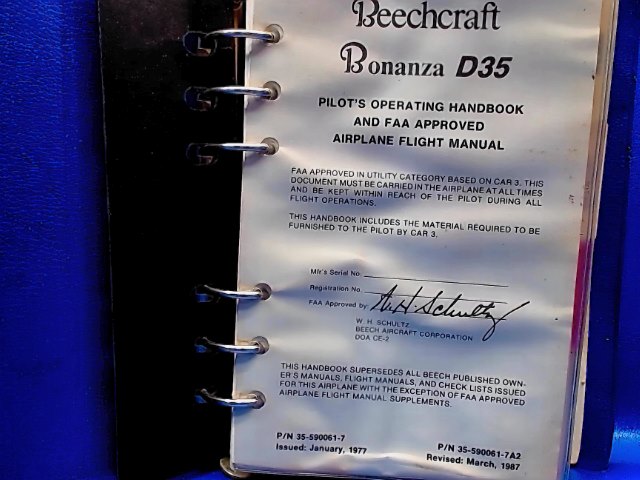 Beechcraft
Bonanza D35
PILOT'S OPERATING HANDBOOK
AND FAA APPROVED
AIRPLANE FLIGHT MANUAL
FAA APPROVED IN UTILITY CATEGORY BASED ON CAR 3. THIS
DOCUMENT MUST BE CARRIED IN THE AIRPLANE AT ALL TIMES
AND BE KEPT WITHIN REACH OF THE PILOT DURING ALL
FLIGHT OPERATIONS.
THIS HANDBOOK INCLUDES THE MATERIAL REQUIRED TO BE
FURNISHED TO THE PILOT BY CAR 3.
Mfr's Serial No.
Registration No.
FAA Approved by: W. H. Schultz
W. H. SCHULTZ
BEECH AIRCRAFT CORPORATION
DOA CE-2
THIS HANDBOOK SUPERSEDES ALL BEECH PUBLISHED OWN-
ER'S MANUALS, FLIGHT MANUALS, AND CHECK LISTS ISSUED
FOR THIS AIRPLANE WITH THE EXCEPTION OF FAA APPROVED
AIRPLANE FLIGHT MANUAL SUPPLEMENTS.
P/N 35-590061-7
Issued: January, 1977
P/N 35-590061-7A2
Revised: March, 1987